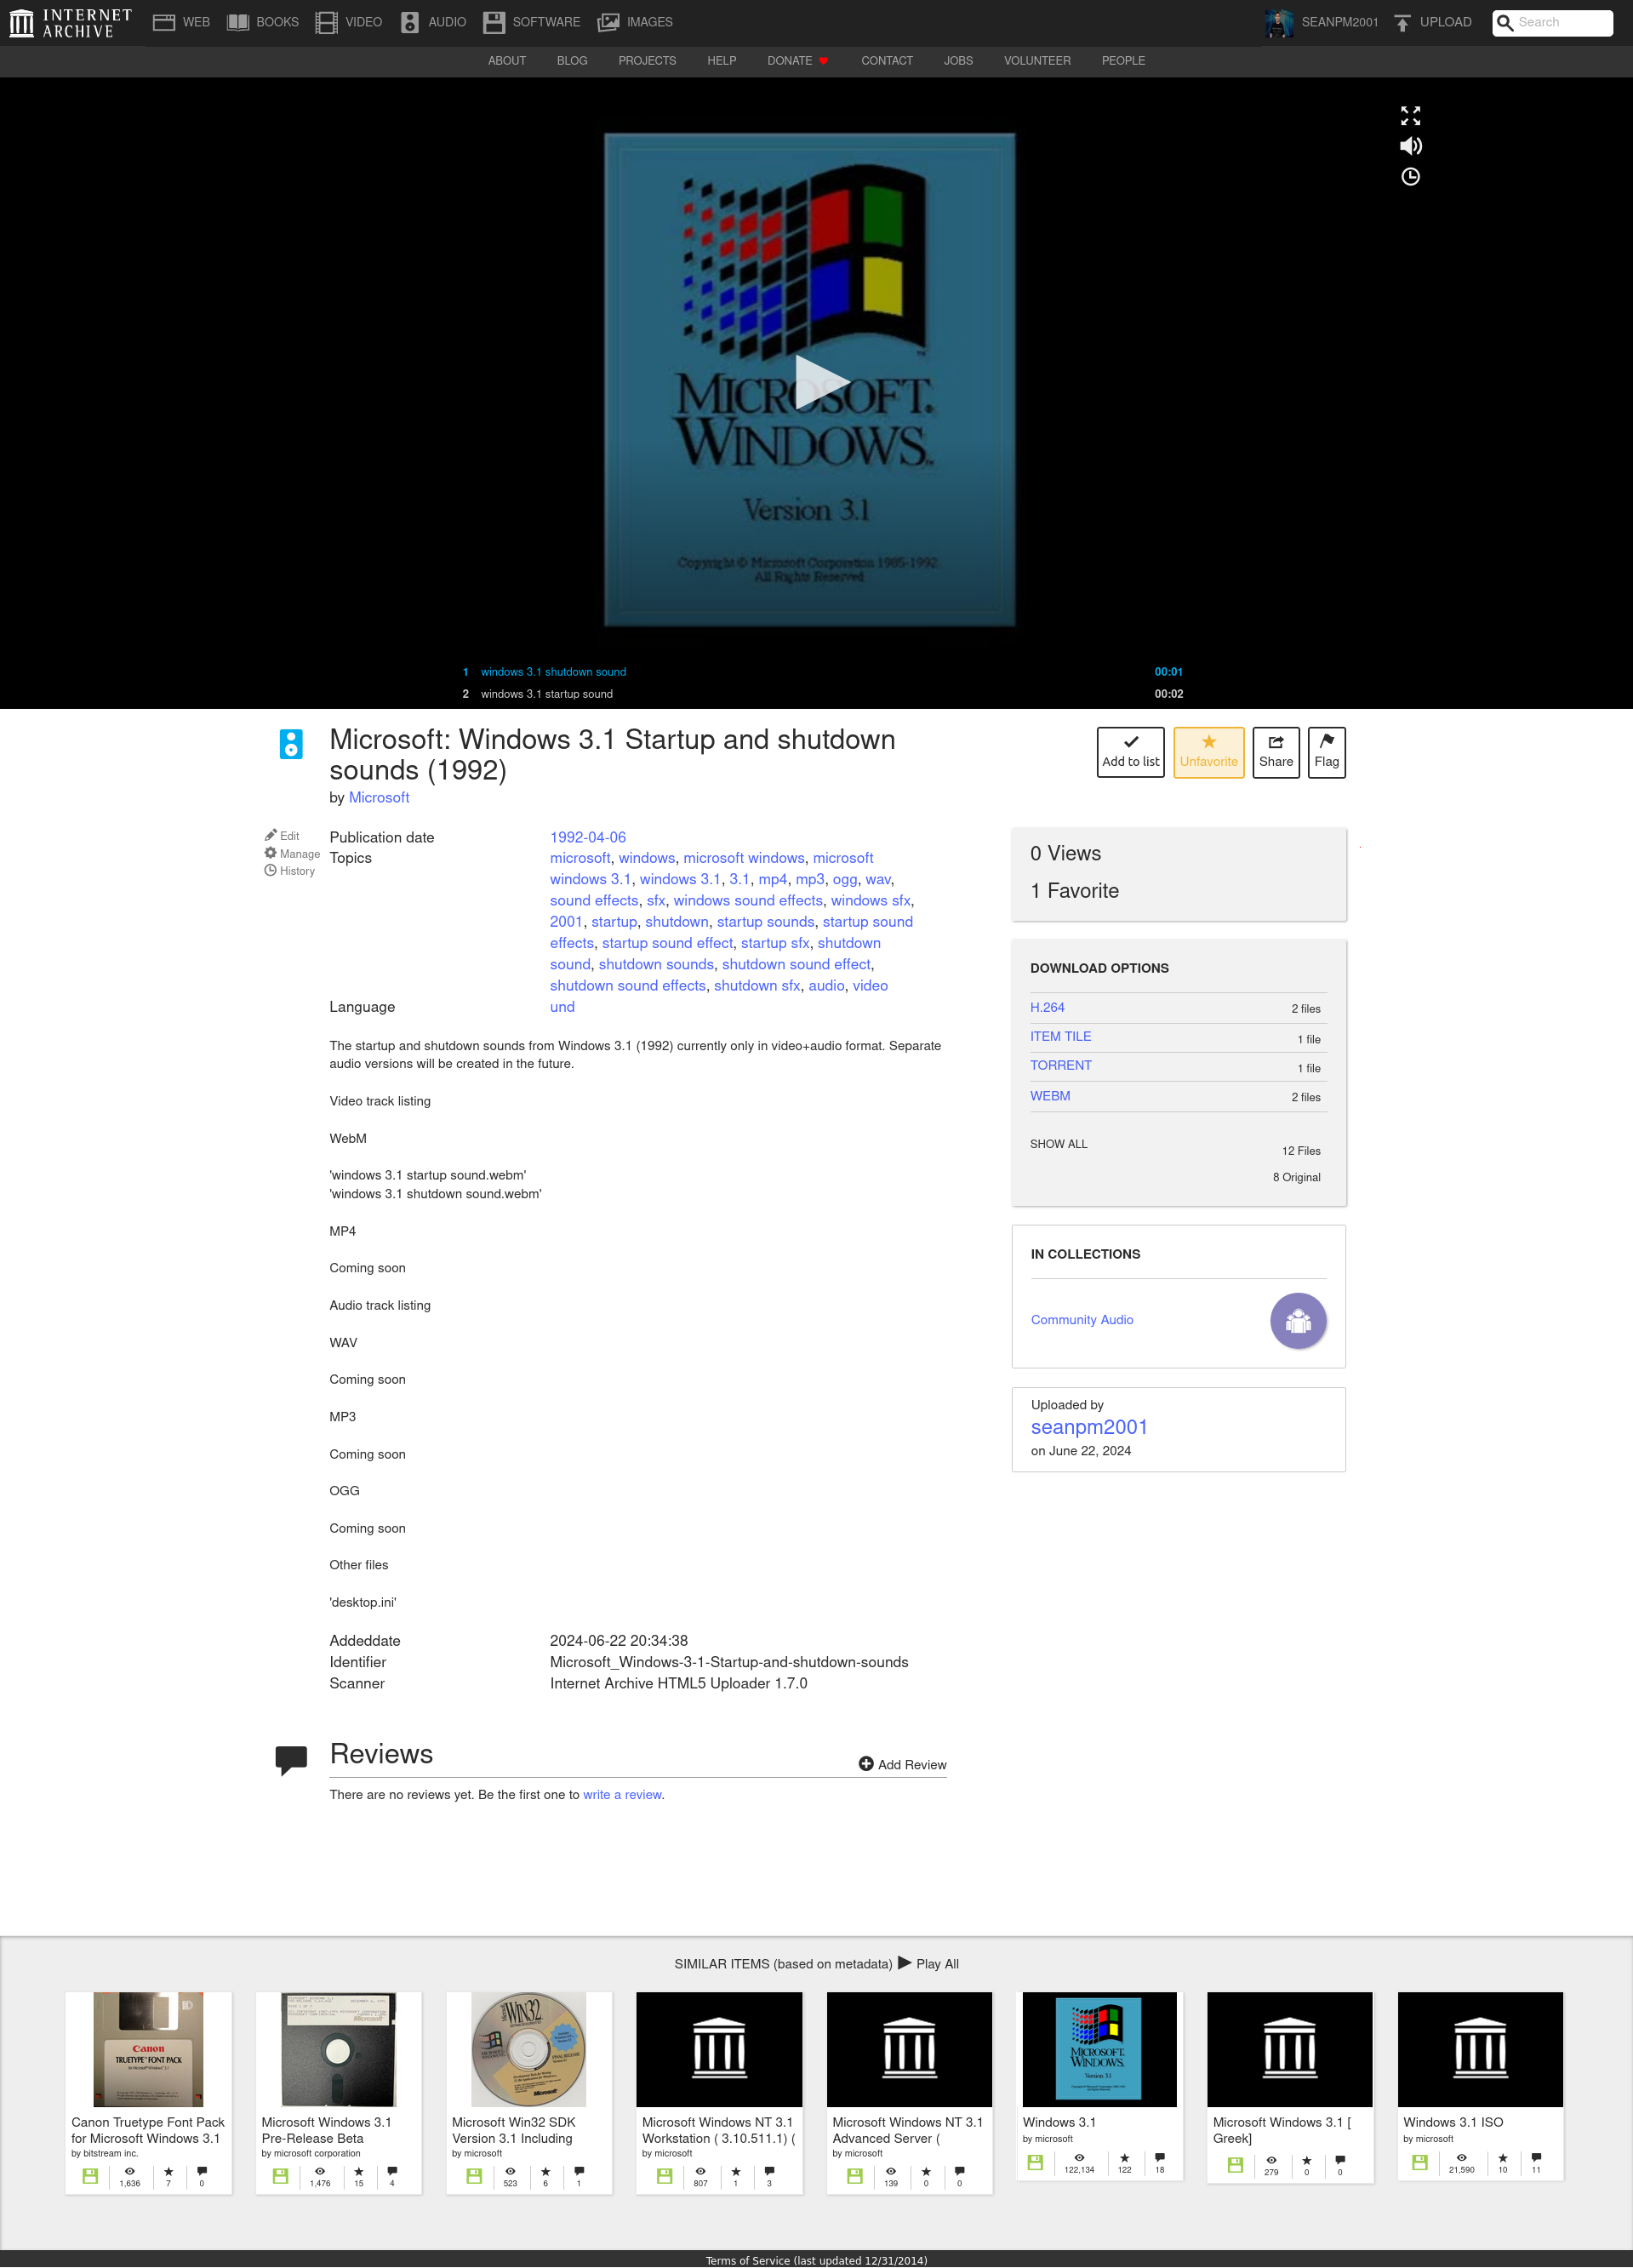 INTERNET ARCHIVE
WEB BOOKS VIDEO AUDIO SOFTWARE IMAGES SEANPM2001 UPLOAD Search
ABOUT BLOG PROJECTS HELP DONATE CONTACT JOBS VOLUNTEER PEOPLE
MICROSOFT.
WINDOWS.
Version 3.1
Copyright © Microsoft Corporation 1985-1992
All Rights Reserved
1 windows 3.1 shutdown sound 00:01
2 windows 3.1 startup sound 00:02
Microsoft: Windows 3.1 Startup and shutdown
sounds (1992)
by Microsoft
Add to list Unfavorite Share Flag
Edit
Manage
History
Publication date 1992-04-06
Topics microsoft, windows, microsoft windows, microsoft
windows 3.1, windows 3.1, 3.1, mp4, mp3, ogg, wav,
sound effects, sfx, windows sound effects, windows sfx,
2001, startup, shutdown, startup sounds, startup sound
effects, startup sound effect, startup sfx, shutdown
sound, shutdown sounds, shutdown sound effect,
shutdown sound effects, shutdown sfx, audio, video
Language und
The startup and shutdown sounds from Windows 3.1 (1992) currently only in video+audio format. Separate
audio versions will be created in the future.
Video track listing
WebM
'windows 3.1 startup sound.webm'
'windows 3.1 shutdown sound.webm'
MP4
Coming soon
Audio track listing
WAV
Coming soon
MP3
Coming soon
OGG
Coming soon
Other files
'desktop.ini'
Addeddate 2024-06-22 20:34:38
Identifier Microsoft_Windows-3-1-Startup-and-shutdown-sounds
Scanner Internet Archive HTML5 Uploader 1.7.0
0 Views
1 Favorite
DOWNLOAD OPTIONS
H.264 2 files
ITEM TILE 1 file
TORRENT 1 file
WEBM 2 files
SHOW ALL 12 Files
8 Original
IN COLLECTIONS
Community Audio
Uploaded by
seanpm2001
on June 22, 2024
Reviews
Add Review
There are no reviews yet. Be the first one to write a review.
SIMILAR ITEMS (based on metadata) Play All
Canon
TRUETYPE FONT PACK
Canon Truetype Font Pack
for Microsoft Windows 3.1
by bitstream inc.
1,636 7 0
Microsoft
Microsoft Windows 3.1
Pre-Release Beta
by microsoft corporation
1,476 15 4
WIN32
Microsoft
Microsoft Win32 SDK
Version 3.1 Including
by microsoft
523 6 1
Microsoft Windows NT 3.1
Workstation ( 3.10.511.1) (
by microsoft
807 1 3
Microsoft Windows NT 3.1
Advanced Server (
by microsoft
139 0 0
MICROSOFT.
WINDOWS.
Version 3.1
Windows 3.1
by microsoft
122,134 122 18
Microsoft Windows 3.1 [
Greek]
279 0 0
Windows 3.1 ISO
by microsoft
21,590 10 11
Terms of Service (last updated 12/31/2014)